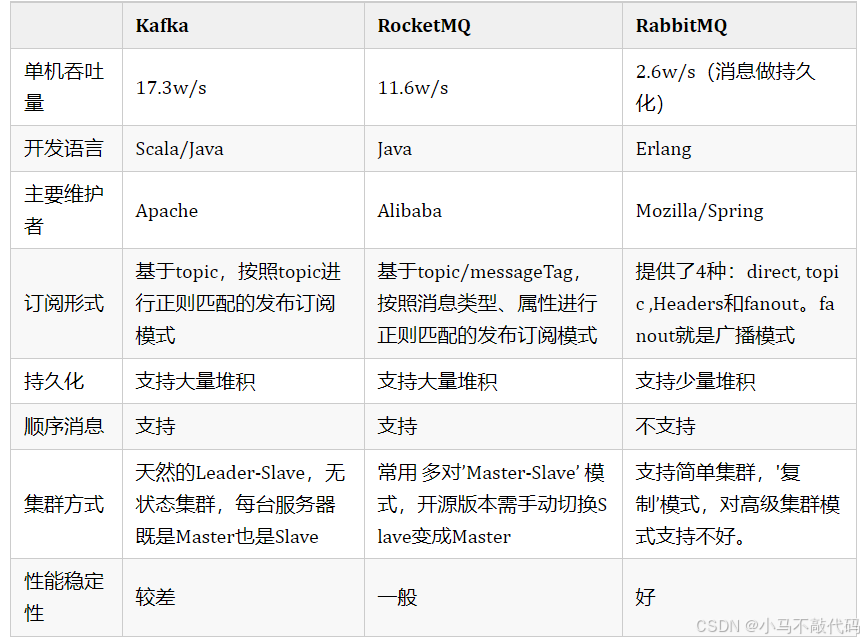 Kafka RocketMQ RabbitMQ
单机吞吐
量
17.3w/s
11.6w/s
2.6w/s（消息做持久
化）
开发语言 Scala/Java Java Erlang
主要维护
者
Apache
Alibaba
Mozilla/Spring
订阅形式
基于topic，按照topic进
行正则匹配的发布订阅
模式
基于topic/messageTag，
按照消息类型、属性进行
正则匹配的发布订阅模式
提供了4种：direct, topi
c ,Headers和fanout。fa
nout就是广播模式
持久化 支持大量堆积 支持大量堆积 支持少量堆积
顺序消息 支持 支持 不支持
集群方式
天然的Leader-Slave，无
状态集群，每台服务器
既是Master也是Slave
常用 多对’Master-Slave’ 模
式，开源版本需手动切换S
lave变成Master
支持简单集群，'复
制’模式，对高级集群模
式支持不好。
性能稳定
性
较差
一般
好
CSDN @小马不敲代码